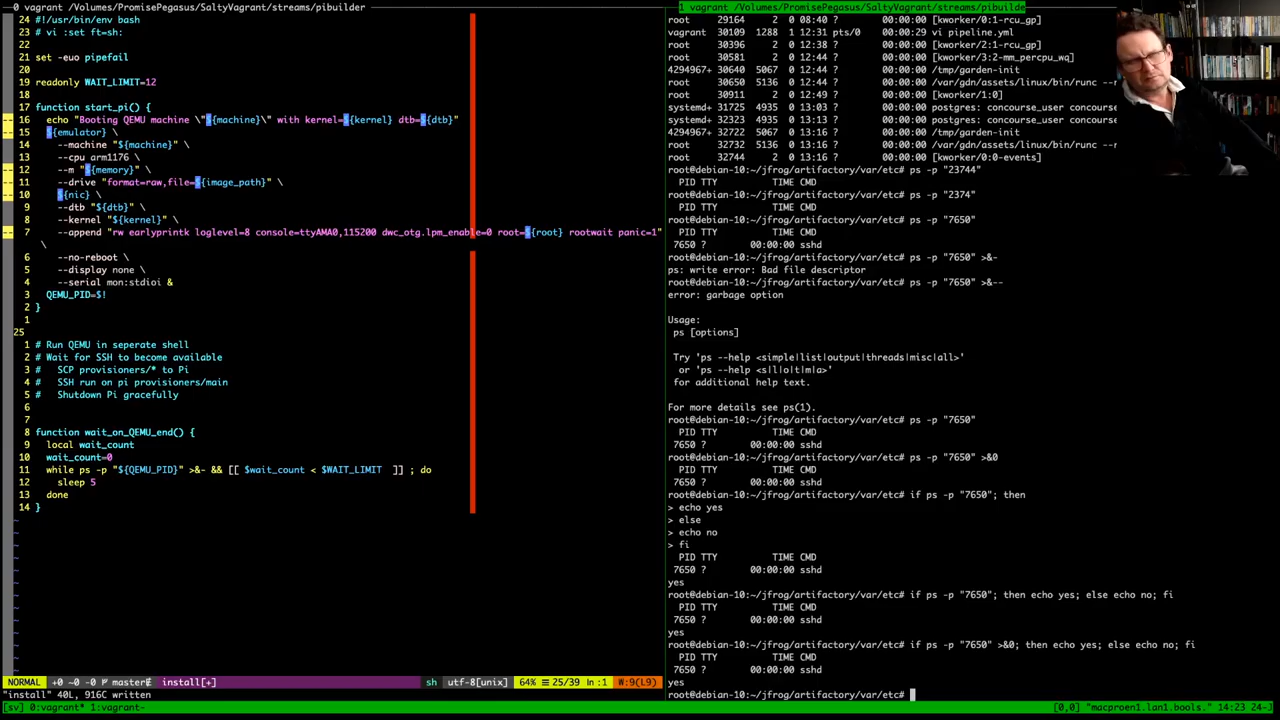 0 vagrant /Volumes/PromisePegasus/SaltyVagrant/streams/pibuilder
24 #!/usr/bin/env bash
23 # vi :set ft=sh:
22
21 set -euo pipefail
20
19 readonly WAIT_LIMIT=12
18
17 function start_pi() {
-- 16   echo "Booting QEMU machine \"${machine}\" with kernel=${kernel} dtb=${dtb}"
-- 15   ${emulator} \
14     --machine "${machine}" \
13     --cpu arm1176 \
-- 12     --m "${memory}" \
-- 11     --drive "format=raw,file=${image_path}" \
-- 10     ${nic} \
9     --dtb "${dtb}" \
8     --kernel "${kernel}" \
-- 7     --append "rw earlyprintk loglevel=8 console=ttyAMA0,115200 dwc_otg.lpm_enable=0 root=${root} rootwait panic=1"
\
6     --no-reboot \
5     --display none \
4     --serial mon:stdio &
3   QEMU_PID=$!
2 }
1
25
1 # Run QEMU in seperate shell
2 # Wait for SSH to become available
3 #   SCP provisioners/* to Pi
4 #   SSH run on pi provisioners/main
5 #   Shutdown Pi gracefully
6
7
8 function wait_on_QEMU_end() {
9   local wait_count
10   wait_count=0
11   while ps -p "${QEMU_PID}" >&- && [[ $wait_count < $WAIT_LIMIT  ]] ; do
12     sleep 5
13   done
14 }
~
~
~
~
~
~
~
~
~
~
~
~
~
NORMAL +0 ~0 -0 master install[+] sh utf-8[unix] 64% 25/39 ln:1 W:9(L9)
"install" 40L, 916C written
1 vagrant /Volumes/PromisePegasus/SaltyVagrant/streams/pibuilde
root 29164 2 0 08:40 ? 00:00:00 [kworker/0:1-rcu_gp]
vagrant 30109 1288 1 12:31 pts/0 00:00:29 vi pipeline.yml
root 30396 2 0 12:38 ? 00:00:00 [kworker/2:1-rcu_gp]
root 30573 2 0 12:44 ? 00:00:00 [kworker/3:2-mm_percpu_wq]
4294967+ 30640 5067 0 12:44 ? 00:00:00 /tmp/garden-init
root 30650 5136 0 12:44 ? 00:00:00 /var/gdn/assets/linux/bin/runc --r
root 30911 2 0 12:49 ? 00:00:00 [kworker/1:0]
systemd+ 31725 4935 0 13:03 ? 00:00:00 postgres: concourse_user concourse
systemd+ 32323 4935 0 13:13 ? 00:00:00 postgres: concourse_user concourse
4294967+ 32722 5067 0 13:16 ? 00:00:00 /tmp/garden-init
root 32732 5136 0 13:16 ? 00:00:00 /var/gdn/assets/linux/bin/runc --r
root 32744 2 0 13:16 ? 00:00:00 [kworker/0:0-events]
root@debian-10:~/jfrog/artifactory/var/etc# ps -p "23744"
PID TTY TIME CMD
root@debian-10:~/jfrog/artifactory/var/etc# ps -p "2374"
PID TTY TIME CMD
root@debian-10:~/jfrog/artifactory/var/etc# ps -p "7650"
PID TTY TIME CMD
7650 ? 00:00:00 sshd
root@debian-10:~/jfrog/artifactory/var/etc# ps -p "7650" >&-
ps: write error: Bad file descriptor
root@debian-10:~/jfrog/artifactory/var/etc# ps -p "7650" >&--
error: garbage option

Usage:
ps [options]

Try 'ps --help <simple|list|output|threads|misc|all>'
or 'ps --help <s|l|o|t|m|a>'
for additional help text.

For more details see ps(1).
root@debian-10:~/jfrog/artifactory/var/etc# ps -p "7650"
PID TTY TIME CMD
7650 ? 00:00:00 sshd
root@debian-10:~/jfrog/artifactory/var/etc# ps -p "7650" >&0
PID TTY TIME CMD
7650 ? 00:00:00 sshd
root@debian-10:~/jfrog/artifactory/var/etc# if ps -p "7650"; then
> echo yes
> else
> echo no
> fi
PID TTY TIME CMD
7650 ? 00:00:00 sshd
yes
root@debian-10:~/jfrog/artifactory/var/etc# if ps -p "7650"; then echo yes; else echo no; fi
PID TTY TIME CMD
7650 ? 00:00:00 sshd
yes
root@debian-10:~/jfrog/artifactory/var/etc# if ps -p "7650" >&0; then echo yes; else echo no; fi
PID TTY TIME CMD
7650 ? 00:00:00 sshd
yes
root@debian-10:~/jfrog/artifactory/var/etc#
[sv] 0:vagrant* 1:vagrant- [0,0] "macproen1.lan1.bools." 14:23 24-